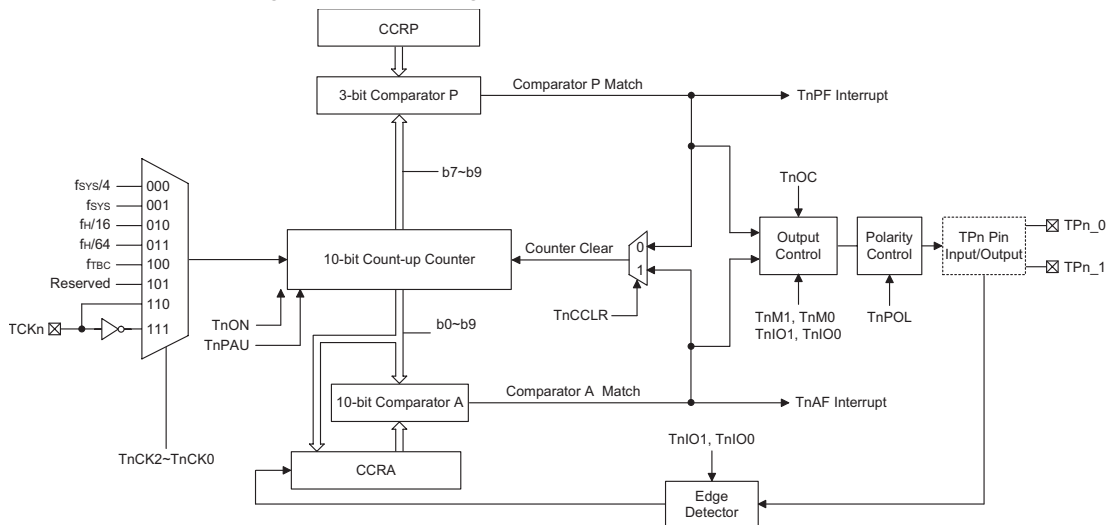 CCRP
3-bit Comparator P
Comparator P Match
TnPF Interrupt
b7~b9
fSYS/4
000
fSYS
001
fH/16
010
fH/64
011
fTBC
100
Reserved
101
110
TCKn
111
TnCK2~TnCK0
10-bit Count-up Counter
TnON
TnPAU
Counter Clear
0
1
TnCCLR
TnOC
Output
Control
TnM1, TnM0
TnIO1, TnIO0
Polarity
Control
TnPOL
TPn Pin
Input/Output
TPn_0
TPn_1
b0~b9
10-bit Comparator A
Comparator A Match
TnAF Interrupt
CCRA
TnIO1, TnIO0
Edge
Detector